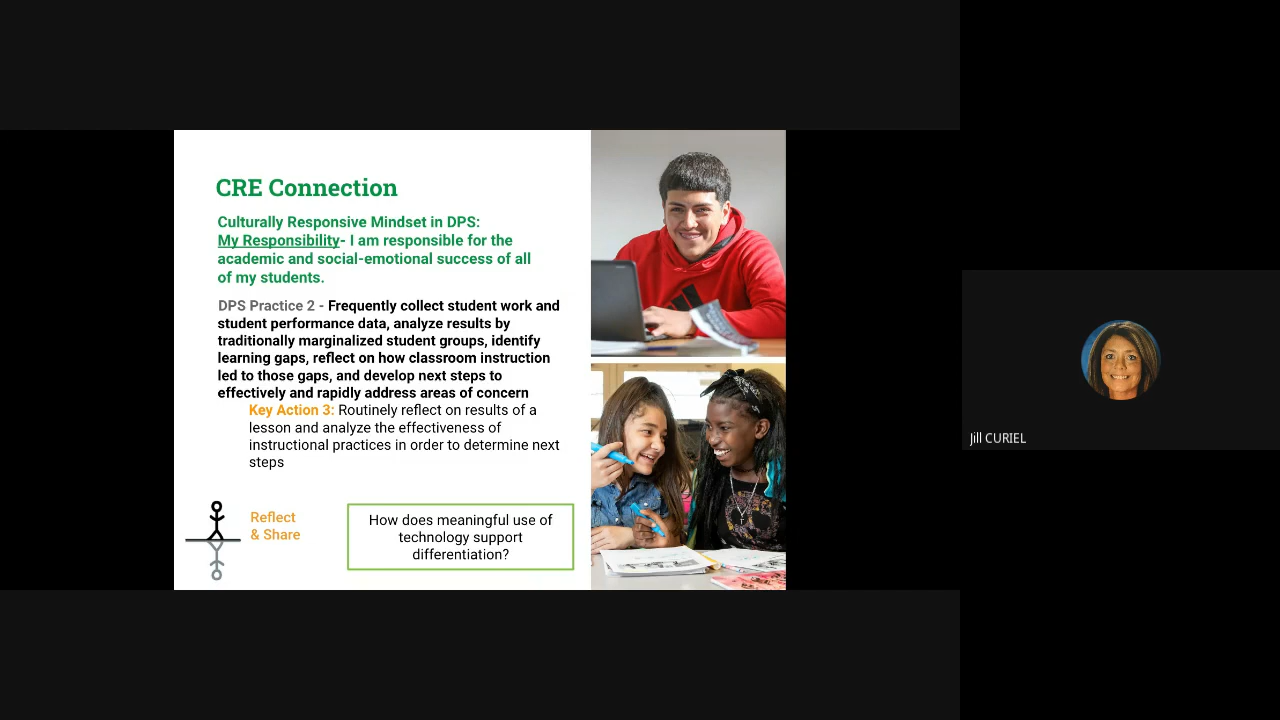 CRE Connection
Culturally Responsive Mindset in DPS:
My Responsibility- I am responsible for the
academic and social-emotional success of all
of my students.
DPS Practice 2 - Frequently collect student work and
student performance data, analyze results by
traditionally marginalized student groups, identify
learning gaps, reflect on how classroom instruction
led to those gaps, and develop next steps to
effectively and rapidly address areas of concern
Key Action 3: Routinely reflect on results of a
lesson and analyze the effectiveness of
instructional practices in order to determine next
steps
Reflect
& Share
How does meaningful use of
technology support
differentiation?
Jill CURIEL